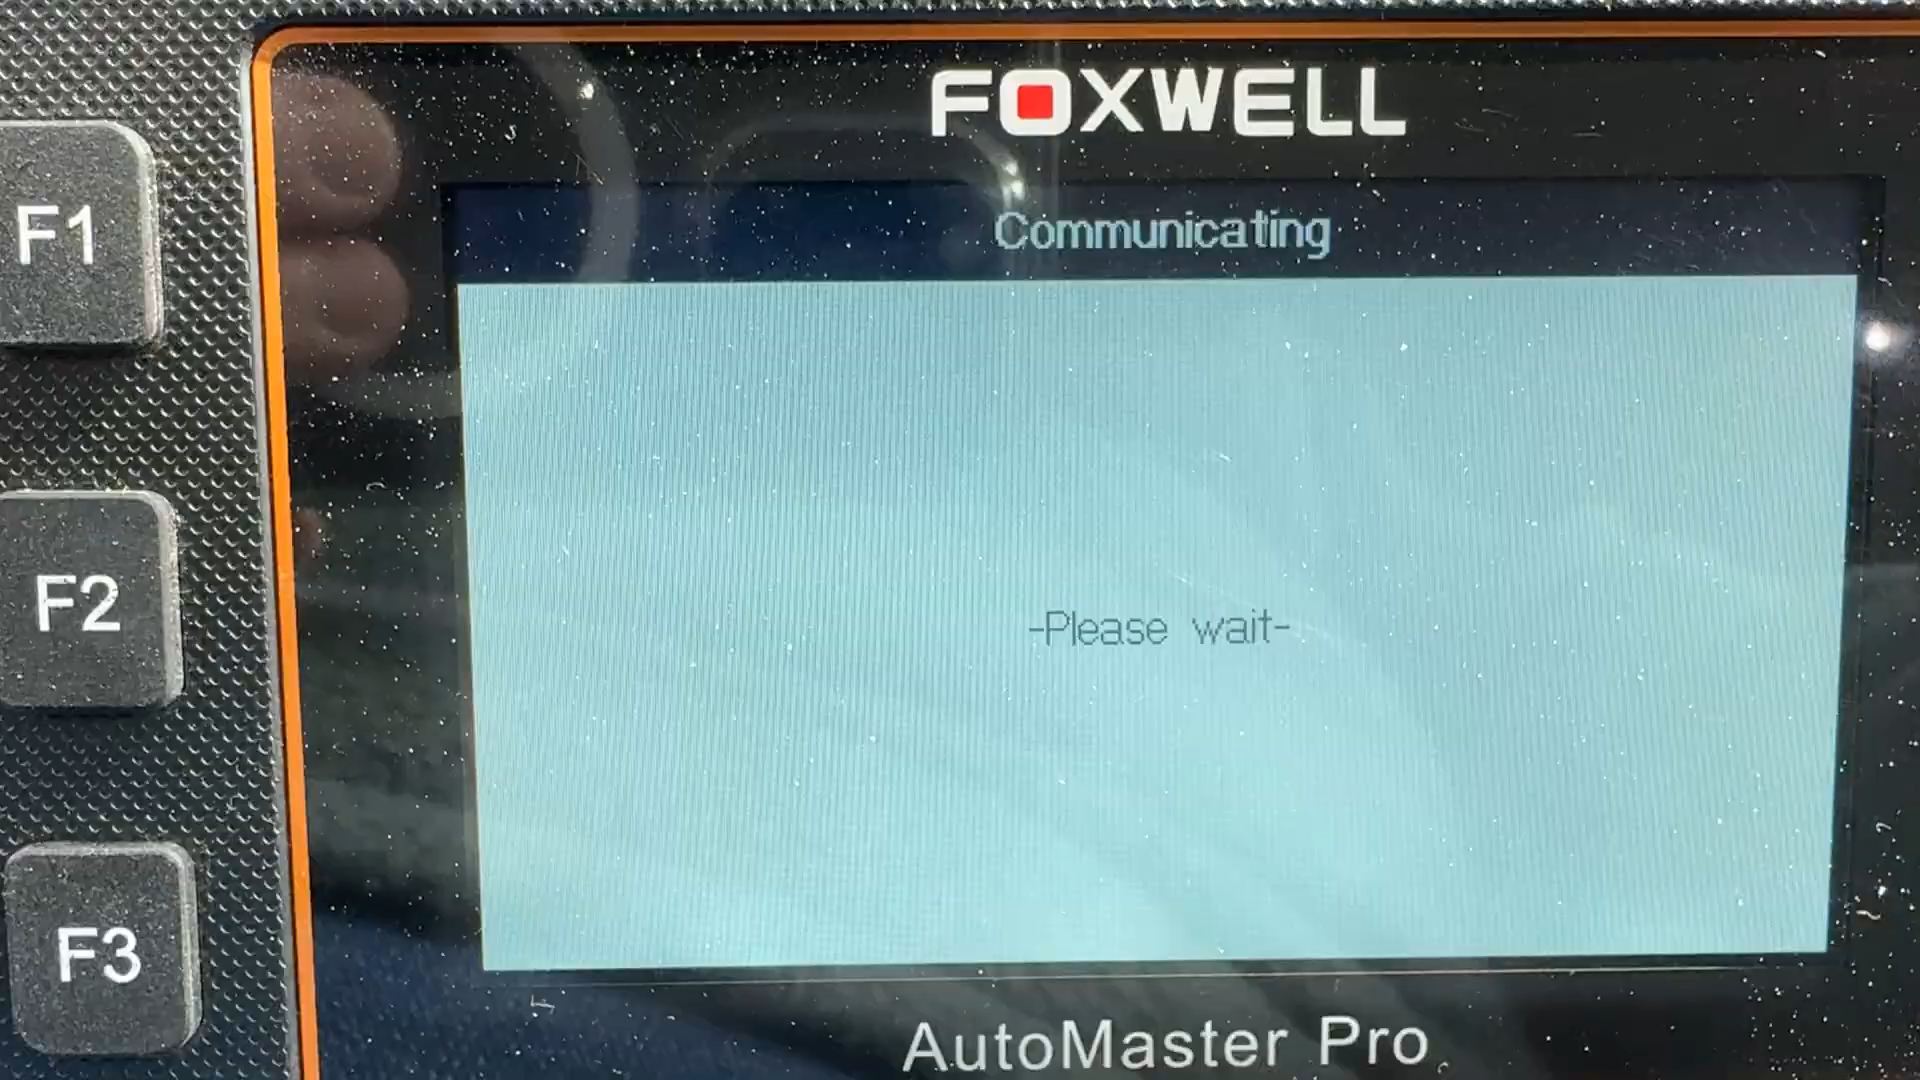 FOXWELL
Communicating
F1
-Please wait-
F2
F3
AutoMaster Pro